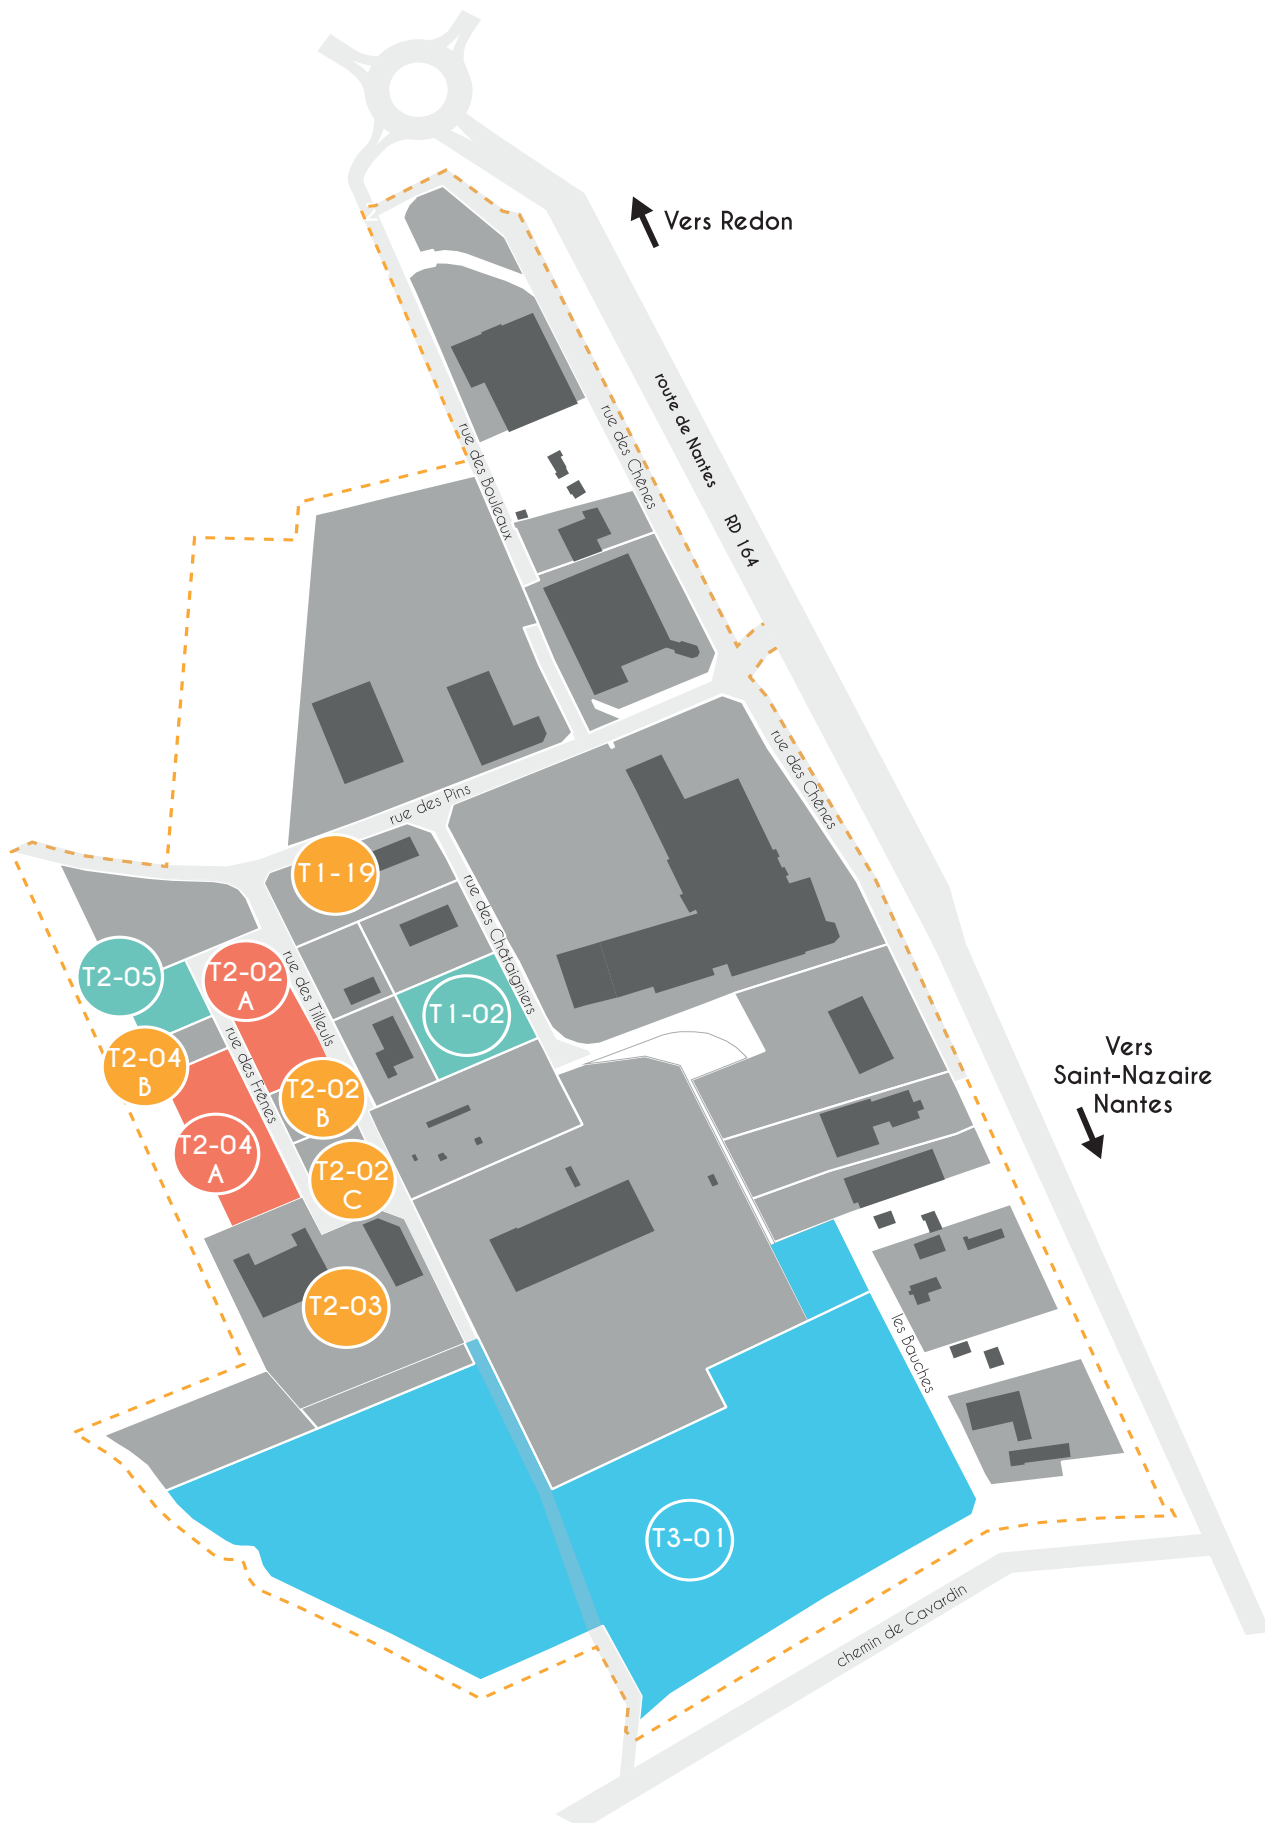 Vers Redon
route de Nantes
RD 164
rue des Chênes
rue des Bouleaux
rue des Chênes
rue des Pins
T1-19
rue des Châtaigniers
T2-05
T2-02
A
rue des Tilleuls
T1-02
rue des Frênes
T2-04
B
T2-02
B
Vers
Saint-Nazaire
Nantes
T2-04
A
T2-02
C
T2-03
les Bauches
T3-01
chemin de Cavardin